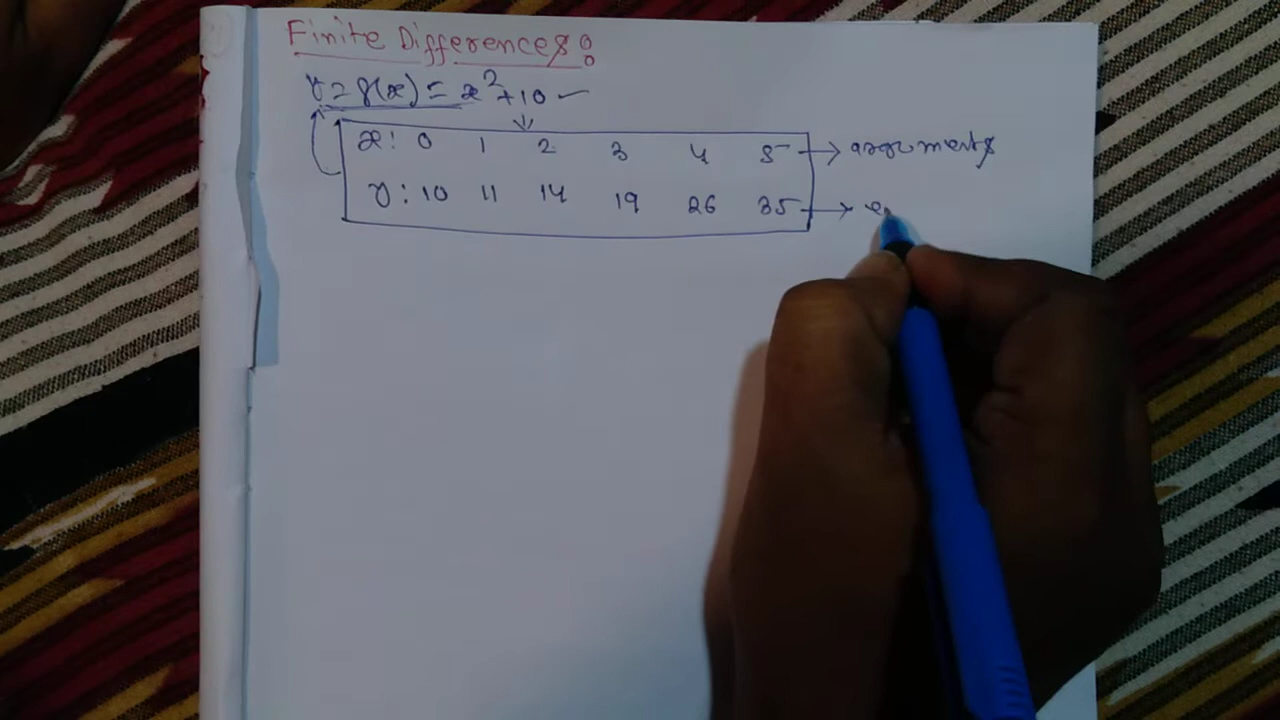 Finite Differences:
y = f(x) = x² + 10
x: 0 1 2 3 4 5 → arguments
y: 10 11 14 19 26 35 →